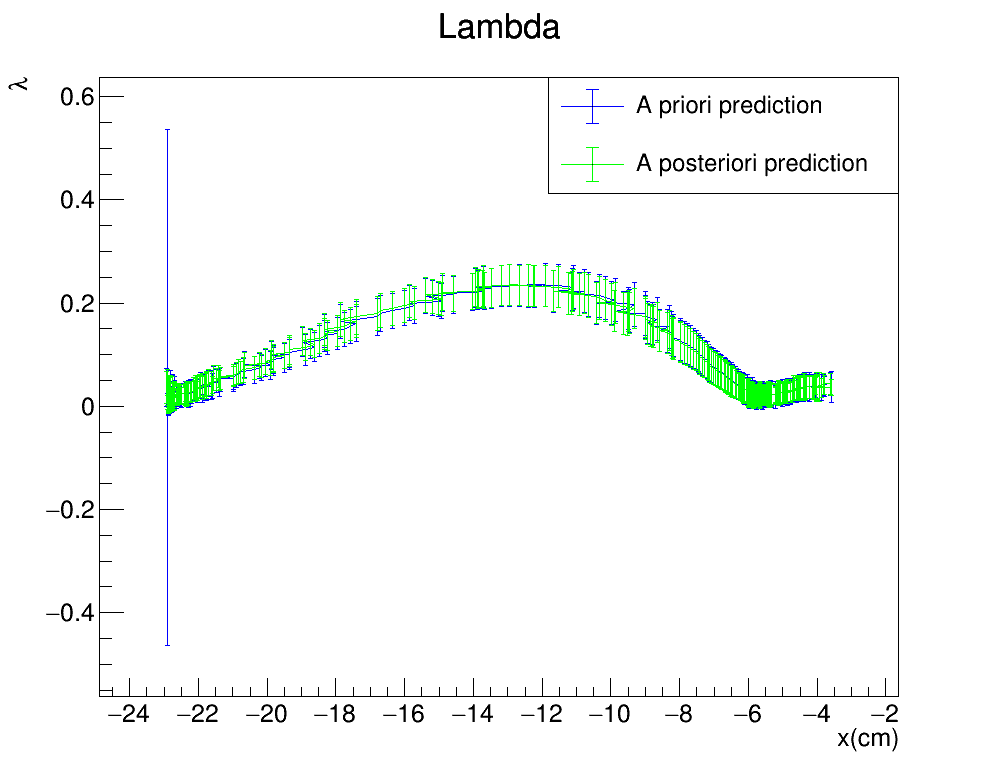 Lambda
λ
A priori prediction
A posteriori prediction
0.6
0.4
0.2
0
−0.2
−0.4
−24 −22 −20 −18 −16 −14 −12 −10 −8 −6 −4 −2
x(cm)